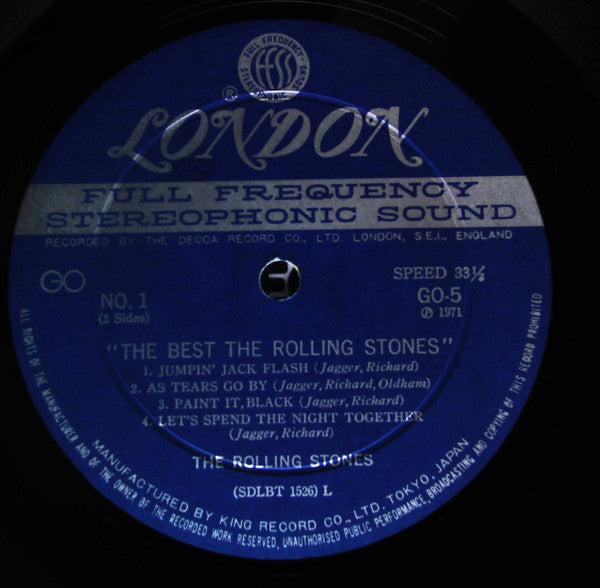 FULL FREQUENCY
ffss
STEREOPHONIC SOUND
®
LONDON
FULL FREQUENCY
STEREOPHONIC SOUND
RECORDED BY THE DECCA RECORD CO., LTD. LONDON, S.E.I., ENGLAND
GO
SPEED 33⅓
NO. 1
GO-5
(2 Sides)
℗ 1971
"THE BEST THE ROLLING STONES"
1. JUMPIN' JACK FLASH (Jagger, Richard)
2. AS TEARS GO BY (Jagger, Richard, Oldham)
3. PAINT IT, BLACK (Jagger, Richard)
4. LET'S SPEND THE NIGHT TOGETHER
(Jagger, Richard)
THE ROLLING STONES
(SDLBT 1526) L
MANUFACTURED BY KING RECORD CO., LTD. TOKYO, JAPAN
ALL RIGHTS OF THE MANUFACTURER AND OF THE OWNER OF THE RECORDED WORK RESERVED, UNAUTHORISED PUBLIC PERFORMANCE, BROADCASTING AND COPYING OF THIS RECORD PROHIBITED